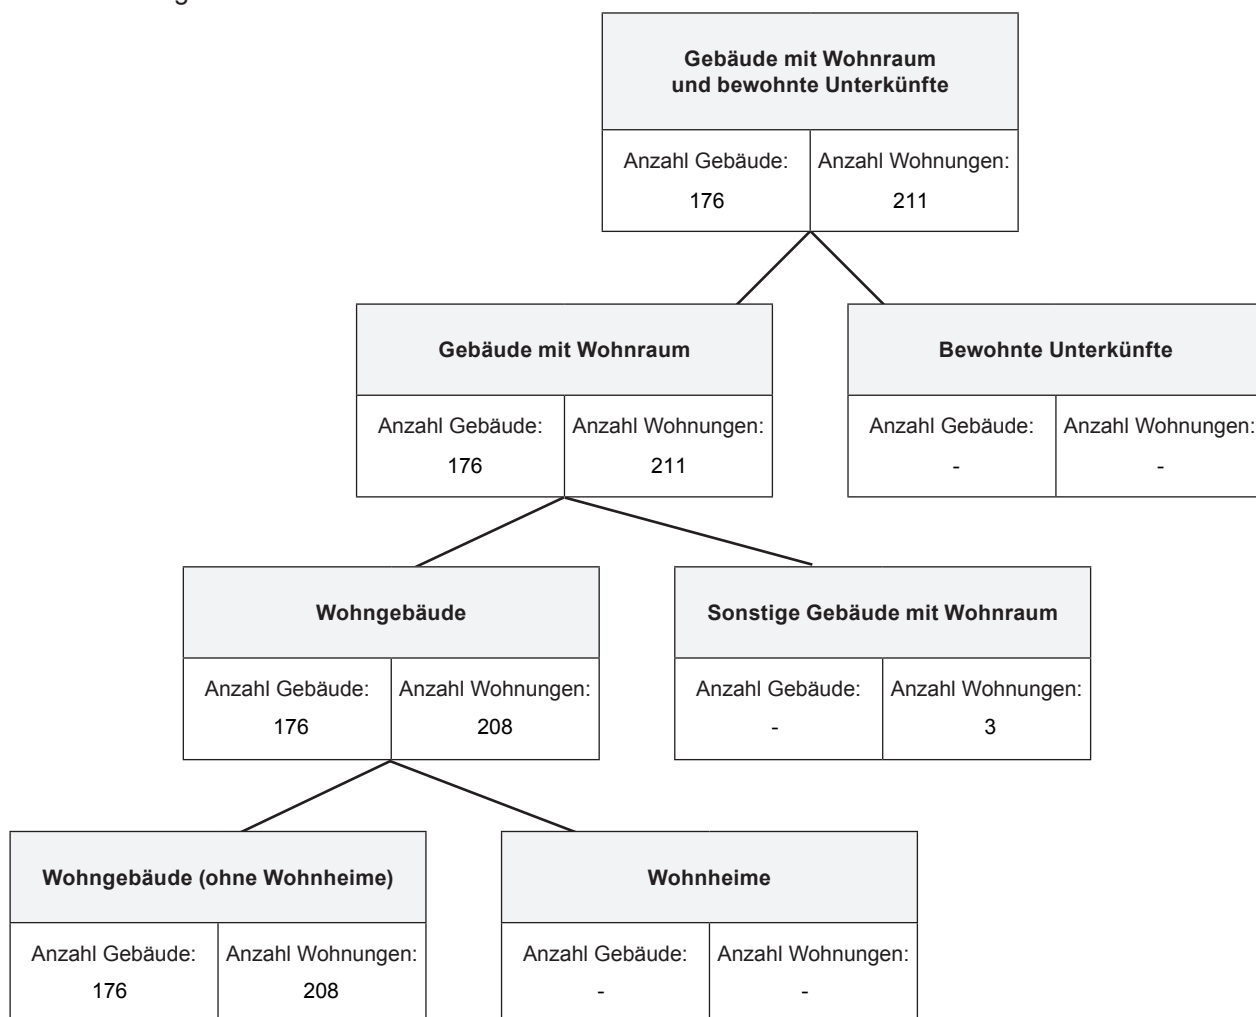 Gebäude mit Wohnraum
und bewohnte Unterkünfte
Anzahl Gebäude: Anzahl Wohnungen:
176 211
Gebäude mit Wohnraum
Anzahl Gebäude: Anzahl Wohnungen:
176 211
Bewohnte Unterkünfte
Anzahl Gebäude: Anzahl Wohnungen:
- -
Wohngebäude
Anzahl Gebäude: Anzahl Wohnungen:
176 208
Sonstige Gebäude mit Wohnraum
Anzahl Gebäude: Anzahl Wohnungen:
- 3
Wohngebäude (ohne Wohnheime)
Anzahl Gebäude: Anzahl Wohnungen:
176 208
Wohnheime
Anzahl Gebäude: Anzahl Wohnungen:
- -